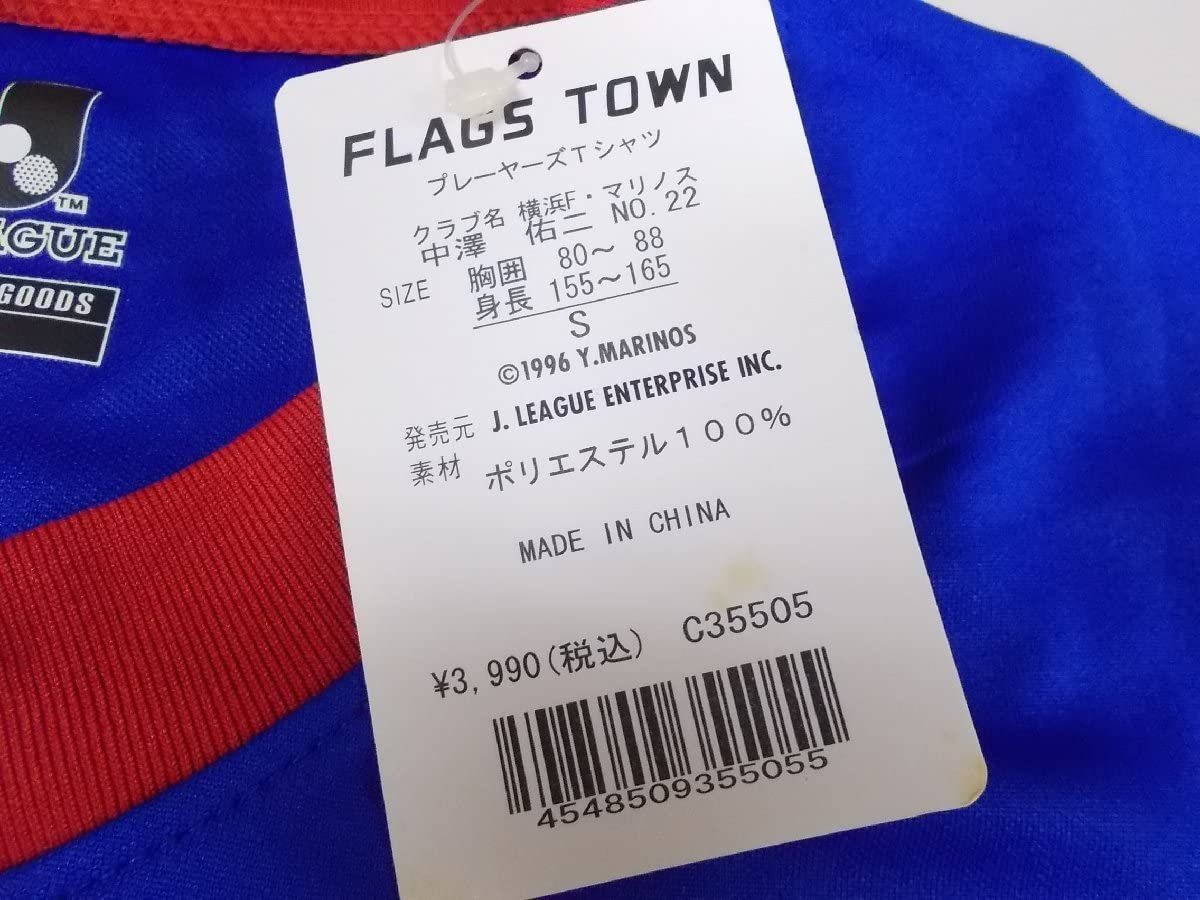 TM
GUE
GOODS
FLAGS TOWN
プレーヤーズTシャツ
クラブ名 横浜F・マリノス
中澤 佑二 NO.22
SIZE 胸囲 80～ 88
身長 155～165
S
©1996 Y.MARINOS
発売元 J. LEAGUE ENTERPRISE INC.
素材 ポリエステル100%
MADE IN CHINA
¥3,990(税込) C35505
4548509355055